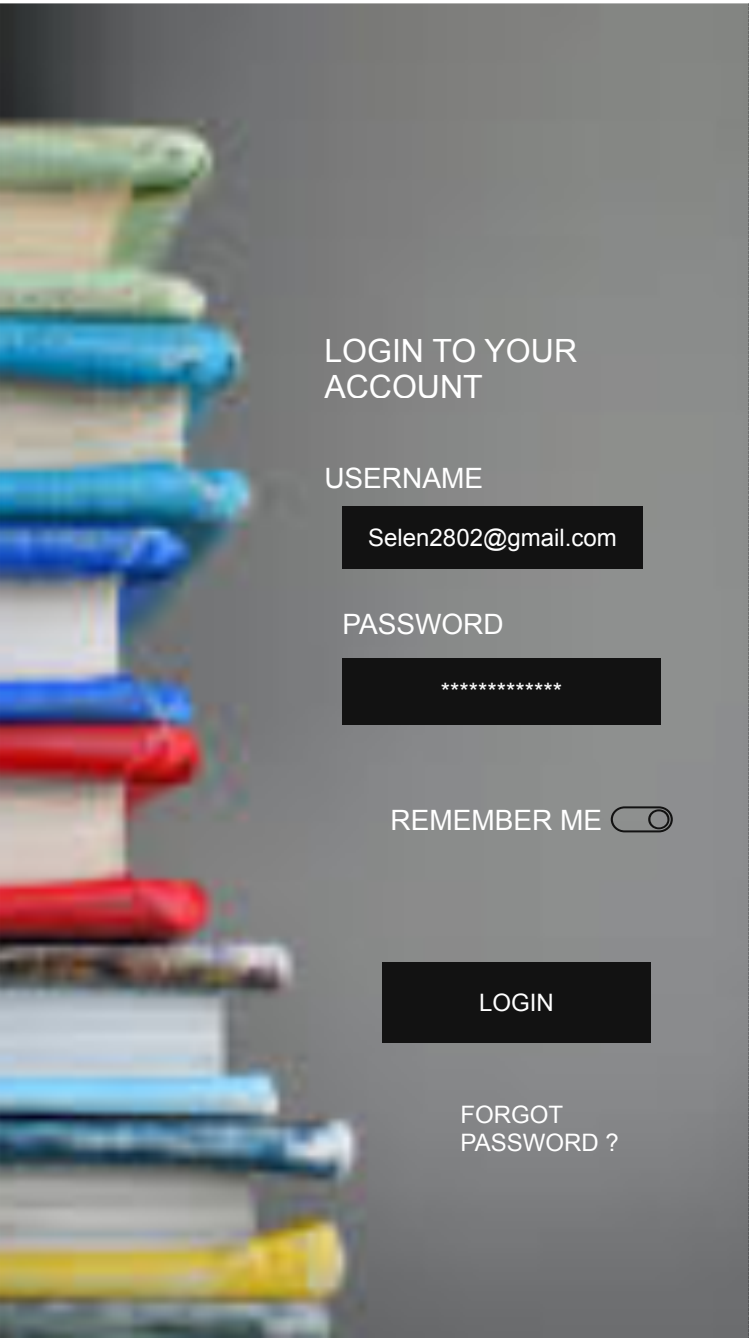 LOGIN TO YOUR
ACCOUNT
USERNAME
Selen2802@gmail.com
PASSWORD
*************
REMEMBER ME
LOGIN
FORGOT
PASSWORD ?